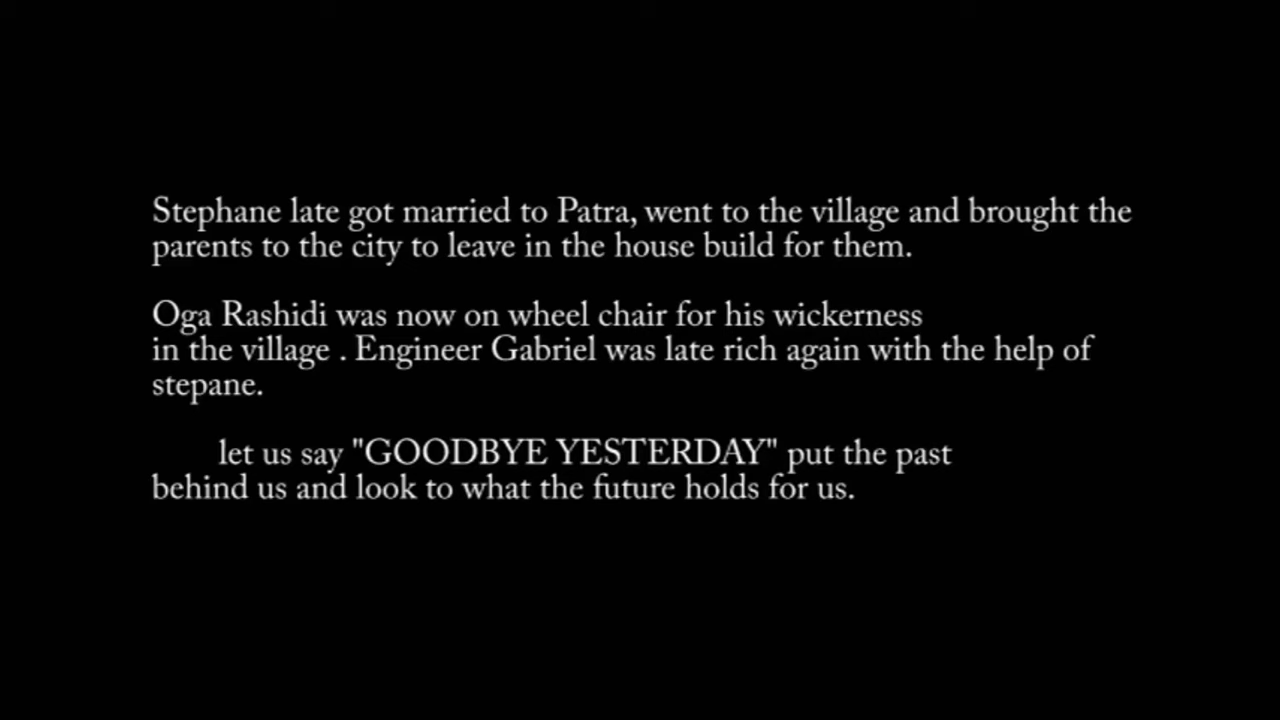 Stephane late got married to Patra, went to the village and brought the
parents to the city to leave in the house build for them.
Oga Rashidi was now on wheel chair for his wickerness
in the village . Engineer Gabriel was late rich again with the help of
stepane.
let us say "GOODBYE YESTERDAY" put the past
behind us and look to what the future holds for us.